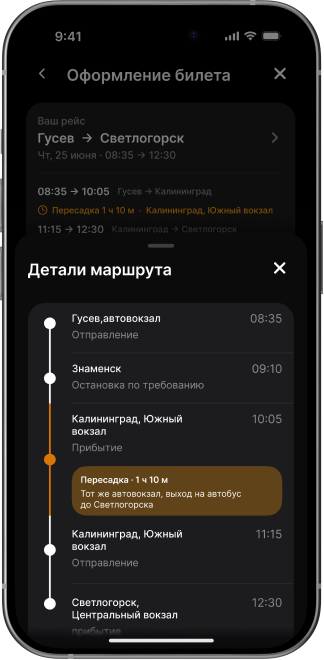 9:41
Оформление билета
Ваш рейс
Гусев → Светлогорск
Чт, 25 июня · 08:35 → 12:30
08:35 → 10:05 Гусев → Калининград
Пересадка 1 ч 10 м · Калининград, Южный вокзал
11:15 → 12:30 Калининград → Светлогорск
Детали маршрута
Гусев,автовокзал 08:35
Отправление
Знаменск 09:10
Остановка по требованию
Калининград, Южный 10:05
вокзал
Прибытие
Пересадка · 1 ч 10 м
Тот же автовокзал, выход на автобус
до Светлогорска
Калининград, Южный 11:15
вокзал
Отправление
Светлогорск, 12:30
Центральный вокзал
прибытие